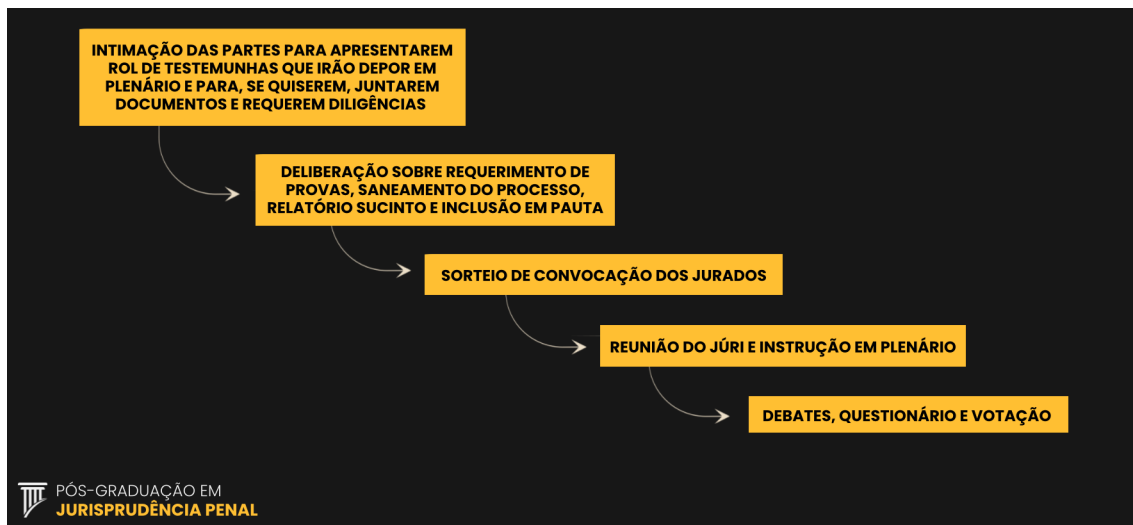 INTIMAÇÃO DAS PARTES PARA APRESENTAREM
ROL DE TESTEMUNHAS QUE IRÃO DEPOR EM
PLENÁRIO E PARA, SE QUISEREM, JUNTAREM
DOCUMENTOS E REQUEREM DILIGÊNCIAS
DELIBERAÇÃO SOBRE REQUERIMENTO DE
PROVAS, SANEAMENTO DO PROCESSO,
RELATÓRIO SUCINTO E INCLUSÃO EM PAUTA
SORTEIO DE CONVOCAÇÃO DOS JURADOS
REUNIÃO DO JÚRI E INSTRUÇÃO EM PLENÁRIO
DEBATES, QUESTIONÁRIO E VOTAÇÃO
PÓS-GRADUAÇÃO EM
JURISPRUDÊNCIA PENAL